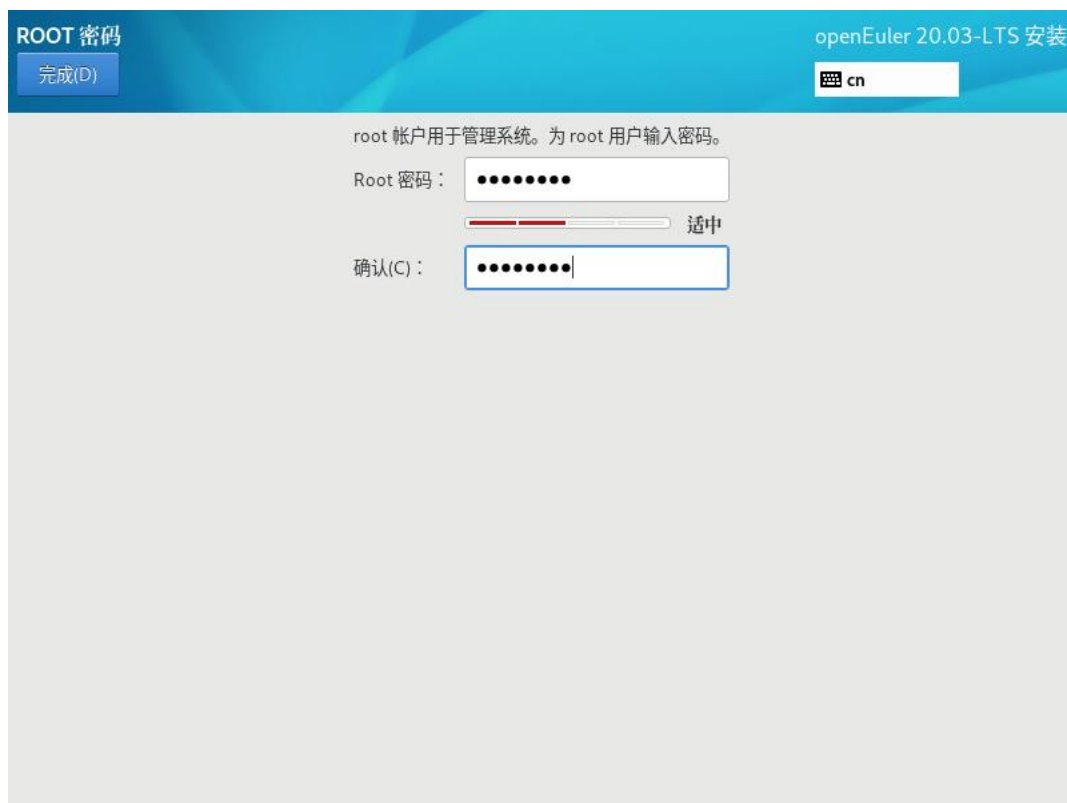 ROOT 密码
openEuler 20.03-LTS 安装
完成(D)
cn
root 帐户用于管理系统。为 root 用户输入密码。
Root 密码：
●●●●●●●●
适中
确认(C)：
●●●●●●●●